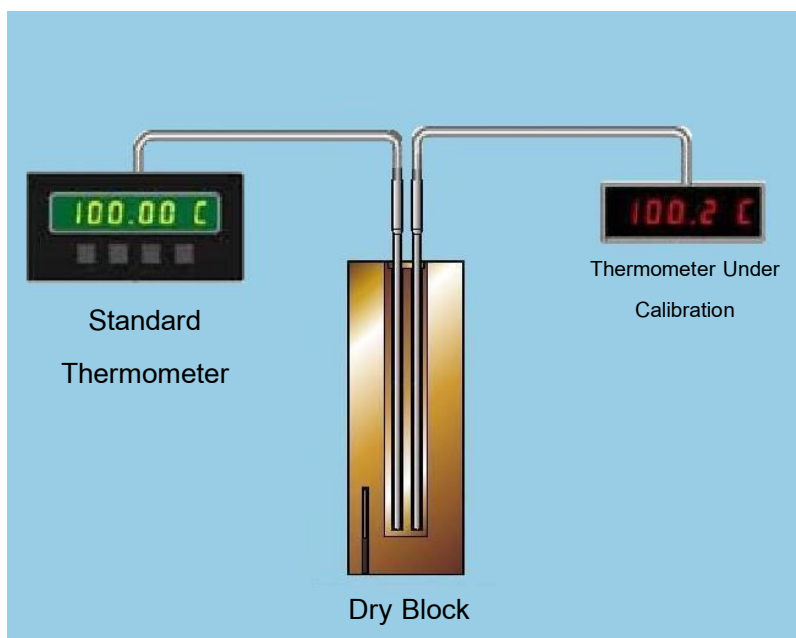 100.00 C
100.2 C
Standard
Thermometer
Thermometer Under
Calibration
Dry Block